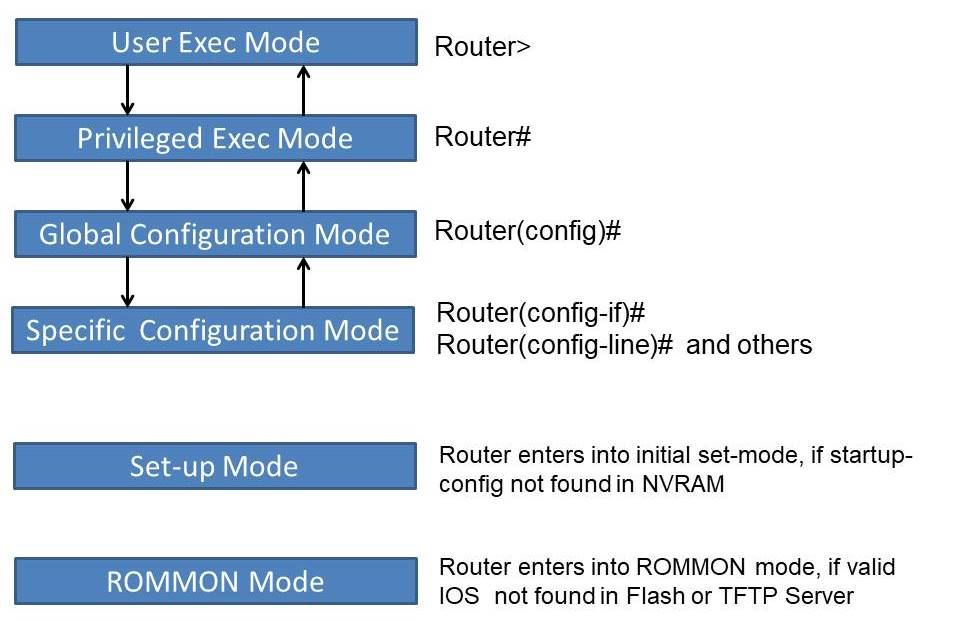 User Exec Mode
Router>
Privileged Exec Mode
Router#
Global Configuration Mode
Router(config)#
Specific Configuration Mode
Router(config-if)#
Router(config-line)# and others
Set-up Mode
Router enters into initial set-mode, if startup-
config not found in NVRAM
ROMMON Mode
Router enters into ROMMON mode, if valid
IOS not found in Flash or TFTP Server